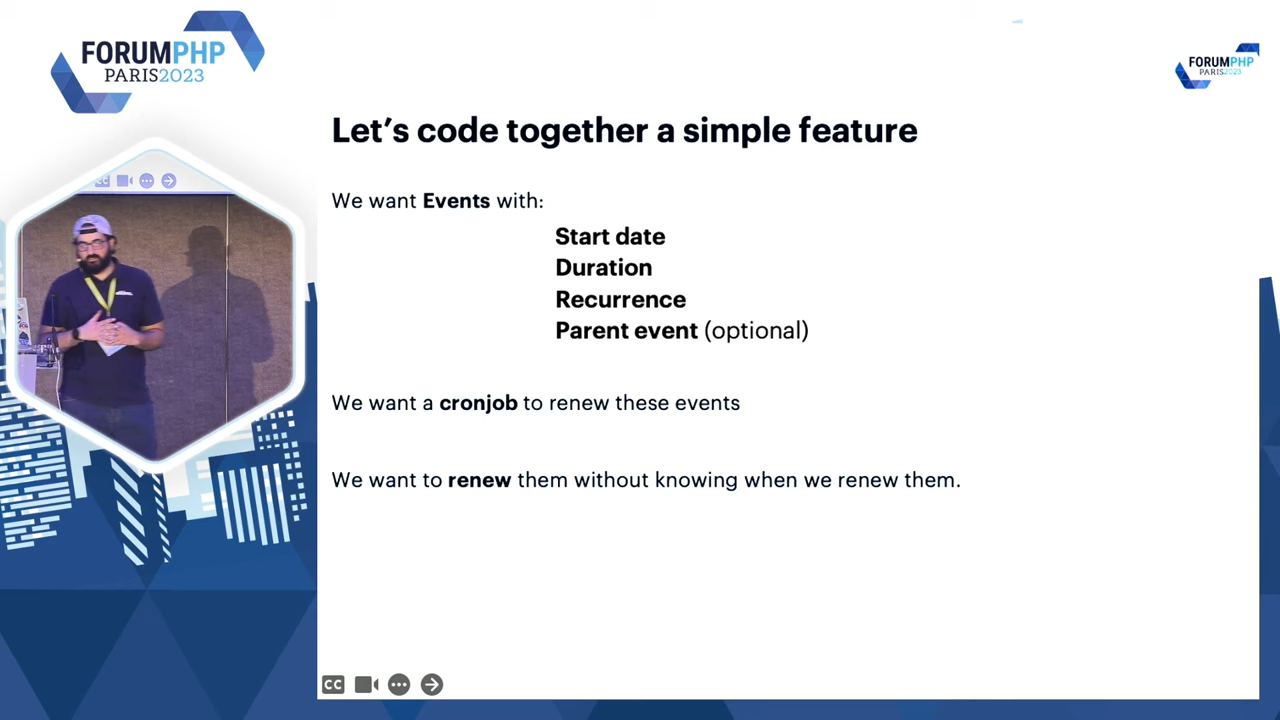 FORUMPHP
PARIS2023
FORUMPHP
PARIS2023
Let's code together a simple feature
We want Events with:
Start date
Duration
Recurrence
Parent event (optional)
We want a cronjob to renew these events
We want to renew them without knowing when we renew them.
CC